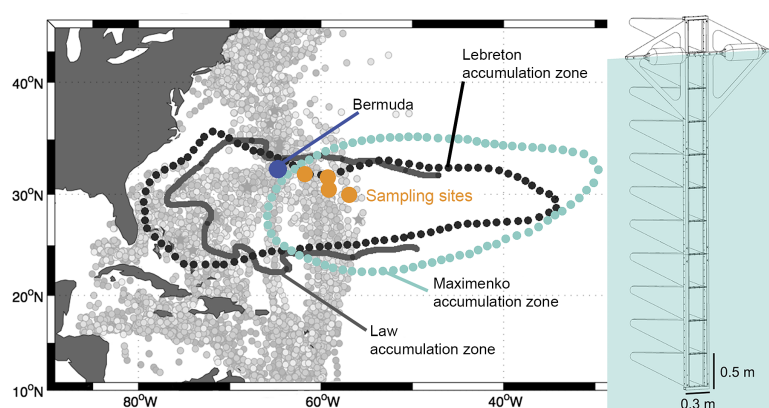 40°N
30°N
20°N
10°N
80°W
60°W
40°W
Lebreton
accumulation zone
Bermuda
Sampling sites
Maximenko
accumulation zone
Law
accumulation zone
0.5 m
0.3 m